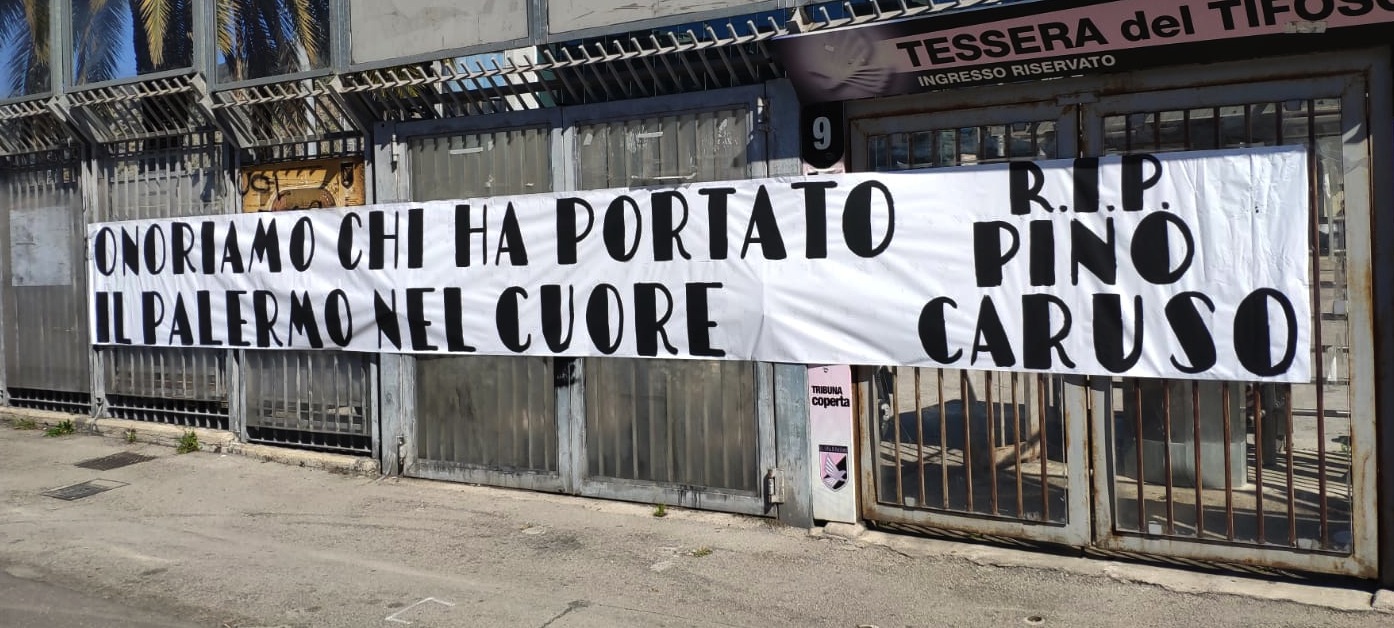 TESSERA del TIFOSO
INGRESSO RISERVATO
9
ONORIAMO CHI HA PORTATO
IL PALERMO NEL CUORE
R.I.P.
PINO
CARUSO
TRIBUNA
coperta